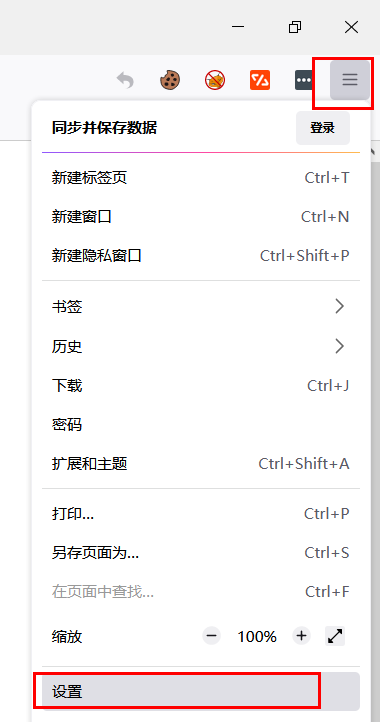 同步并保存数据 登录
新建标签页 Ctrl+T
新建窗口 Ctrl+N
新建隐私窗口 Ctrl+Shift+P
书签
历史
下载 Ctrl+J
密码
扩展和主题 Ctrl+Shift+A
打印... Ctrl+P
另存页面为... Ctrl+S
在页面中查找... Ctrl+F
缩放 100%
设置